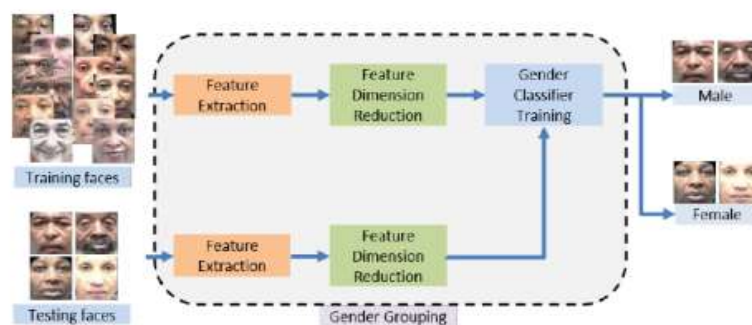 Training faces
Feature
Extraction
Feature
Dimension
Reduction
Gender
Classifier
Training
Male
Female
Testing faces
Feature
Extraction
Feature
Dimension
Reduction
Gender Grouping